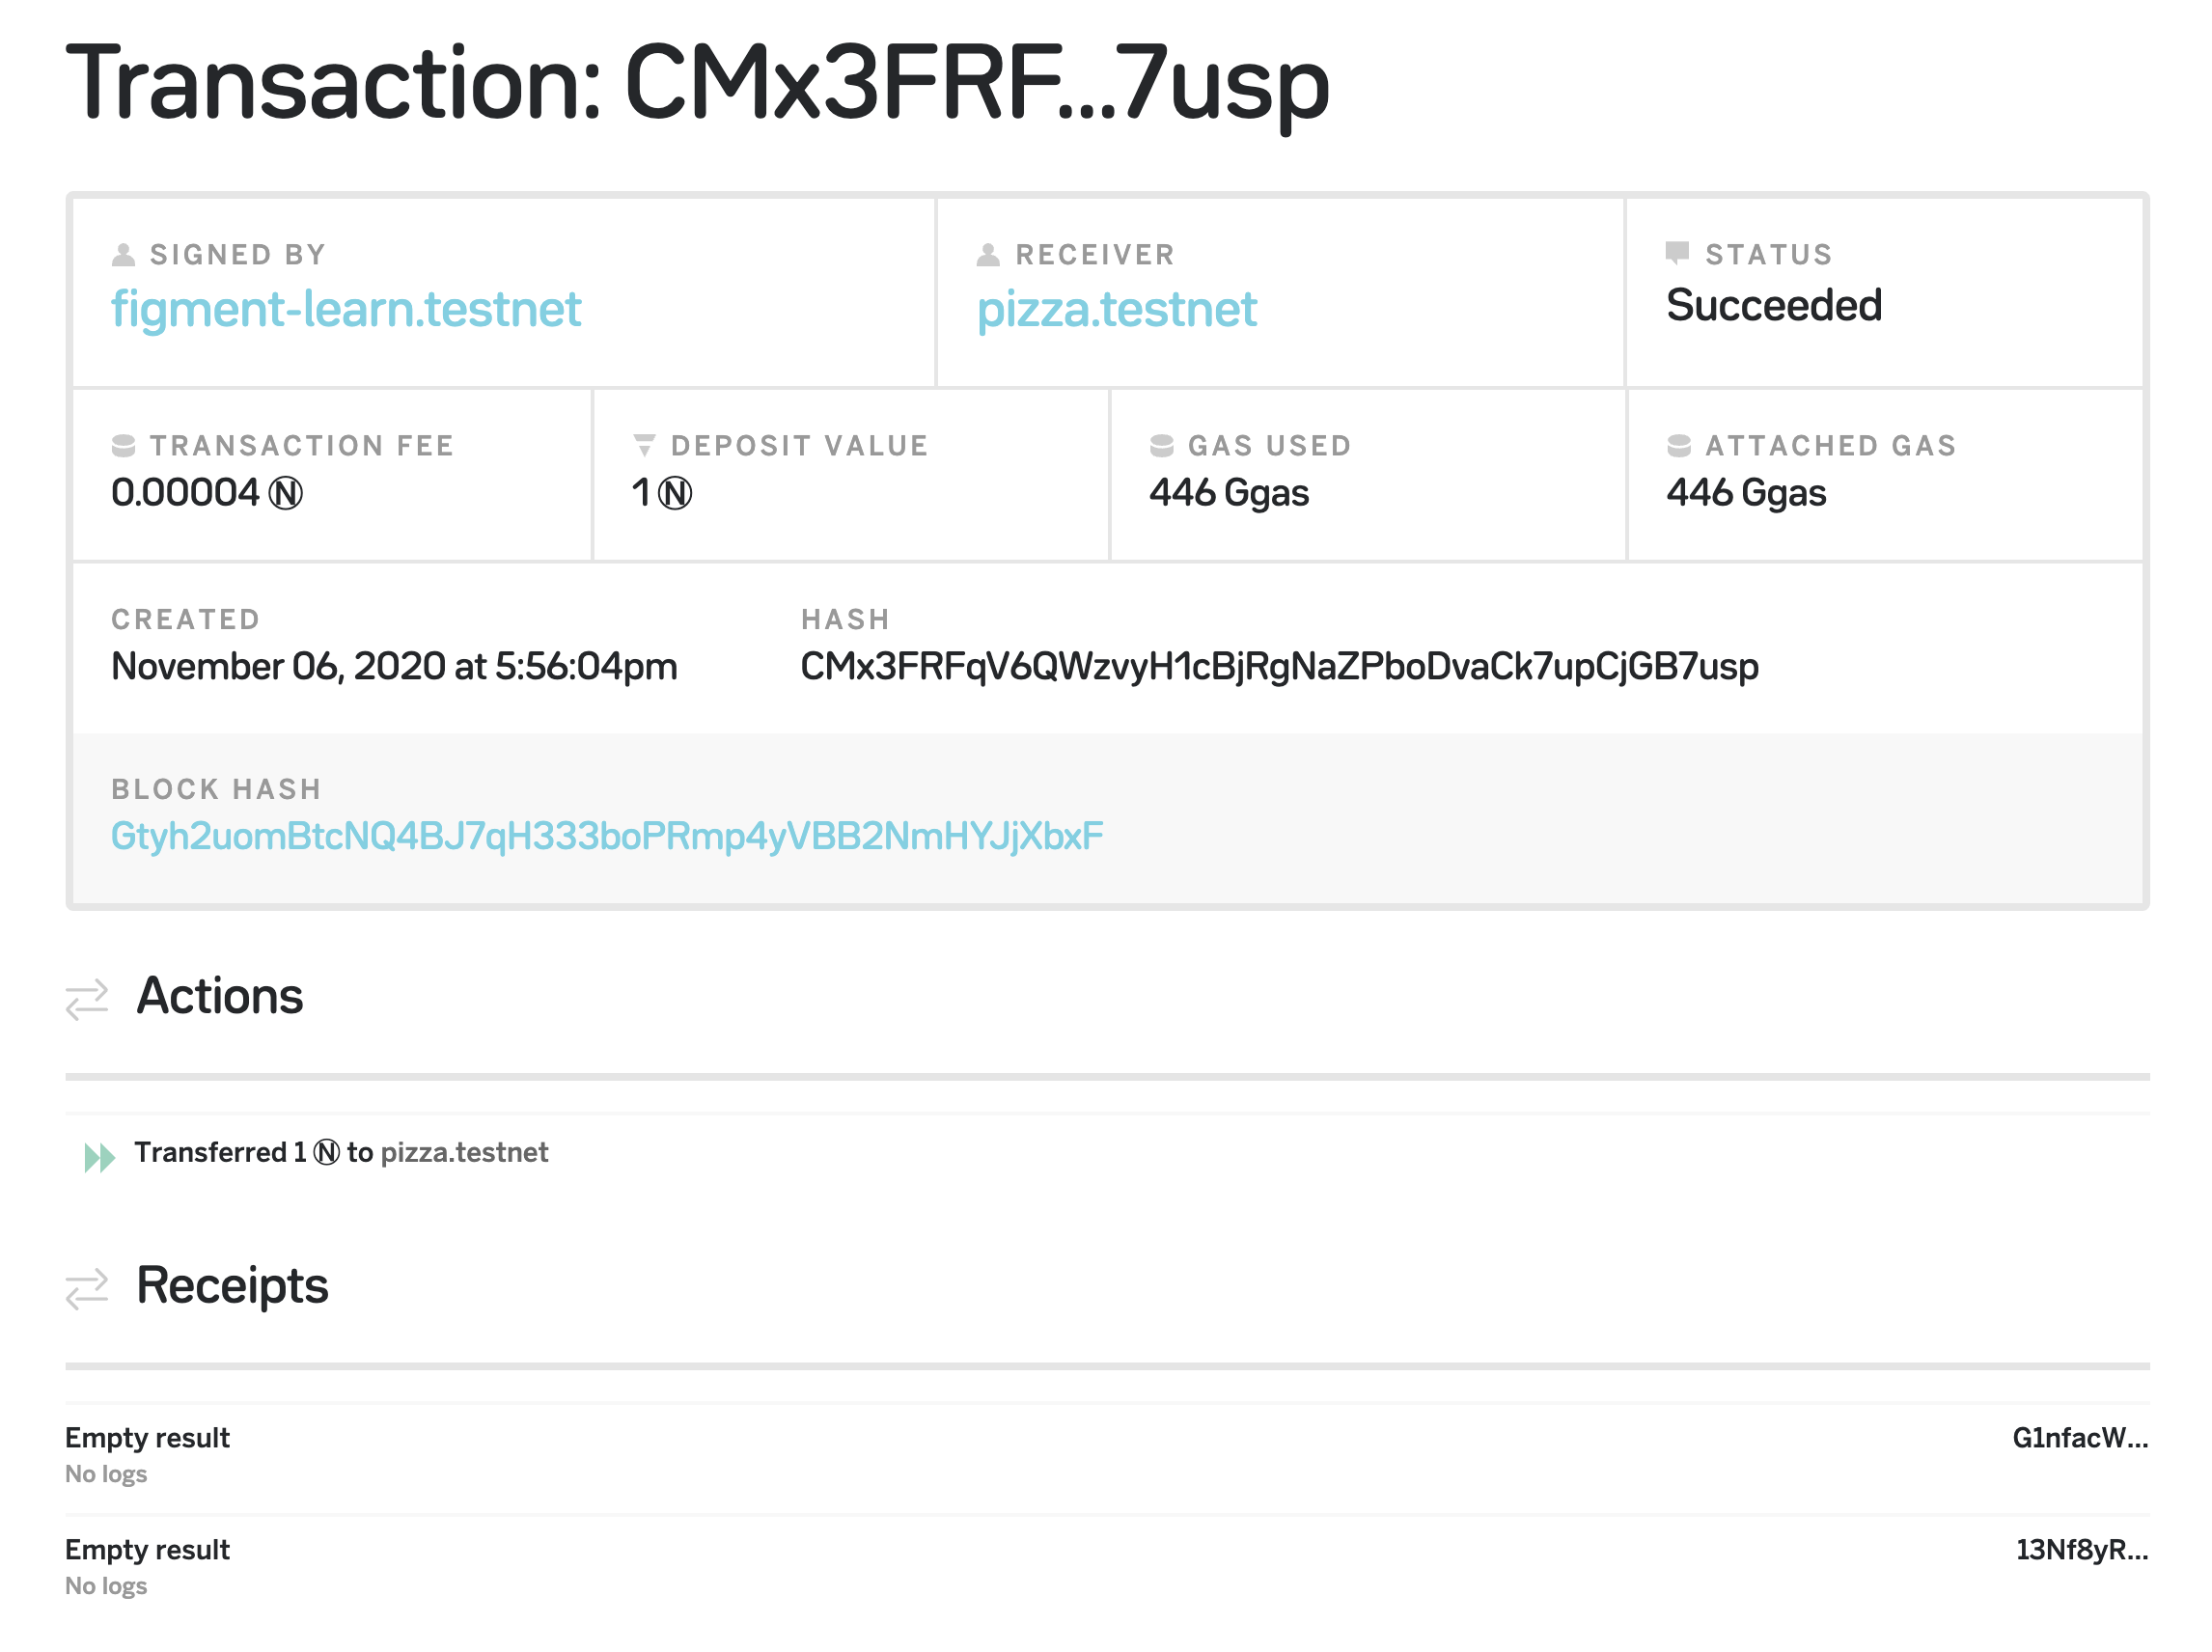 Transaction: CMx3FRF...7usp
SIGNED BY
figment-learn.testnet
RECEIVER
pizza.testnet
STATUS
Succeeded
TRANSACTION FEE
0.00004 Ⓝ
DEPOSIT VALUE
1 Ⓝ
GAS USED
446 Ggas
ATTACHED GAS
446 Ggas
CREATED
November 06, 2020 at 5:56:04pm
HASH
CMx3FRFqV6QWzvyH1cBjRgNaZPboDvaCk7upCjGB7usp
BLOCK HASH
Gtyh2uomBtcNQ4BJ7qH333boPRmp4yVBB2NmHYJjXbxF
Actions
Transferred 1 Ⓝ to pizza.testnet
Receipts
Empty result
G1nfacW...
No logs
Empty result
13Nf8yR...
No logs